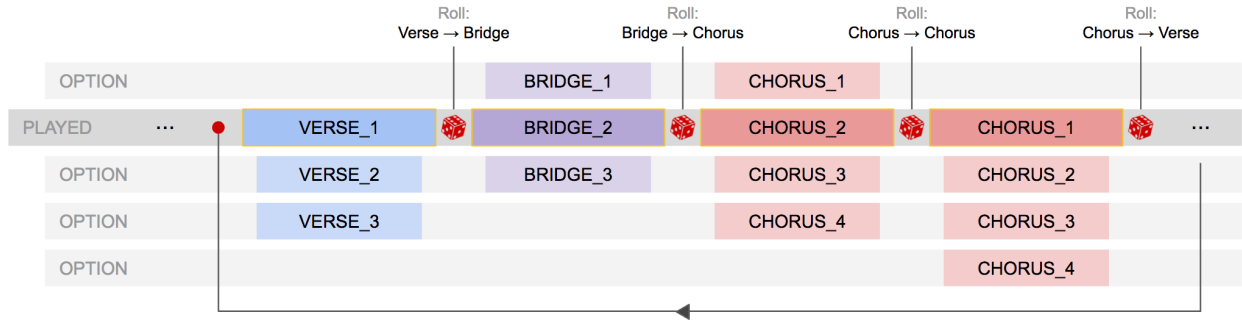 Roll: Roll: Roll: Roll:
Verse → Bridge Bridge → Chorus Chorus → Chorus Chorus → Verse
OPTION BRIDGE_1 CHORUS_1
PLAYED ... VERSE_1 BRIDGE_2 CHORUS_2 CHORUS_1 ...
OPTION VERSE_2 BRIDGE_3 CHORUS_3 CHORUS_2
OPTION VERSE_3 CHORUS_4 CHORUS_3
OPTION CHORUS_4